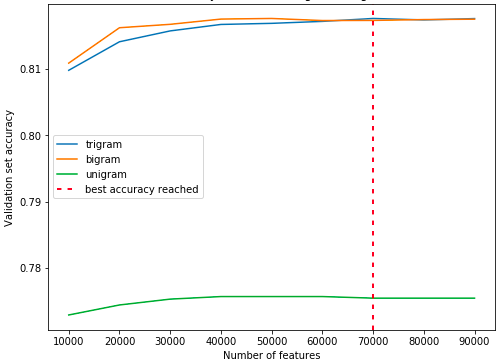 0.81
0.80
0.79
0.78
Validation set accuracy
trigram
bigram
unigram
best accuracy reached
10000 20000 30000 40000 50000 60000 70000 80000 90000
Number of features